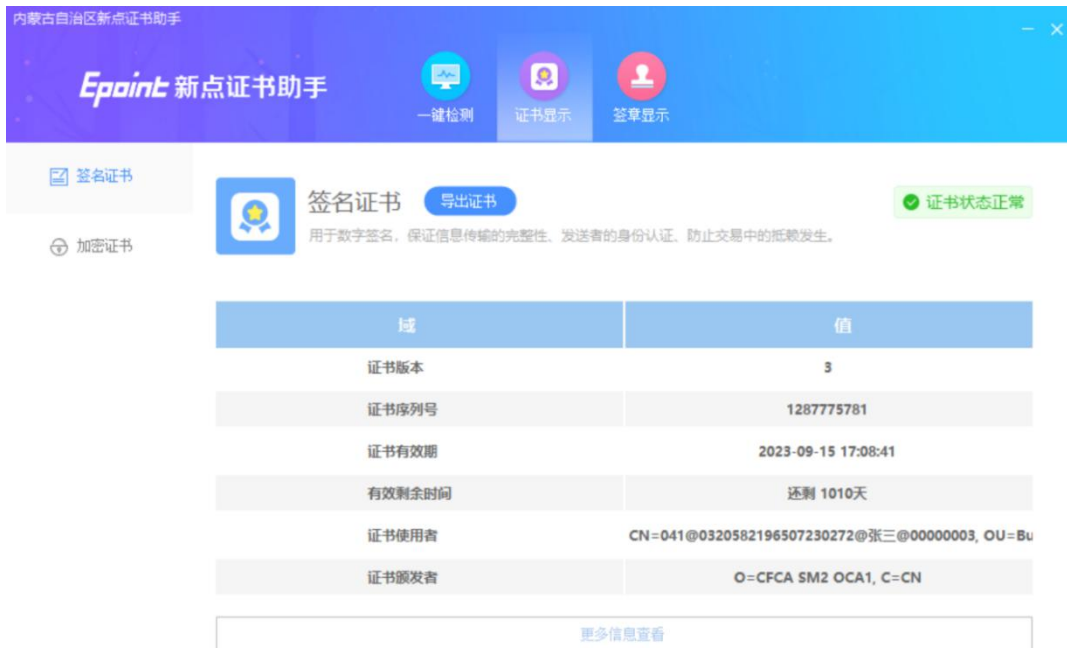 内蒙古自治区新点证书助手
Epoint 新点证书助手
一键检测 证书显示 签章显示
签名证书
加密证书
签名证书 导出证书 证书状态正常
用于数字签名，保证信息传输的完整性、发送者的身份认证、防止交易中的抵赖发生。
域 值
证书版本 3
证书序列号 1287775781
证书有效期 2023-09-15 17:08:41
有效剩余时间 还剩 1010天
证书使用者 CN=041@0320582196507230272@张三@00000003, OU=Bu
证书颁发者 O=CFCA SM2 OCA1, C=CN
更多信息查看